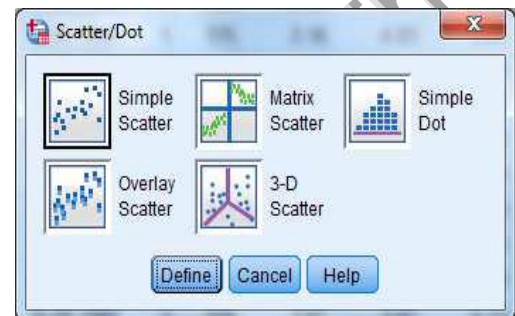 Scatter/Dot
Simple
Scatter
Matrix
Scatter
Simple
Dot
Overlay
Scatter
3-D
Scatter
Define
Cancel
Help